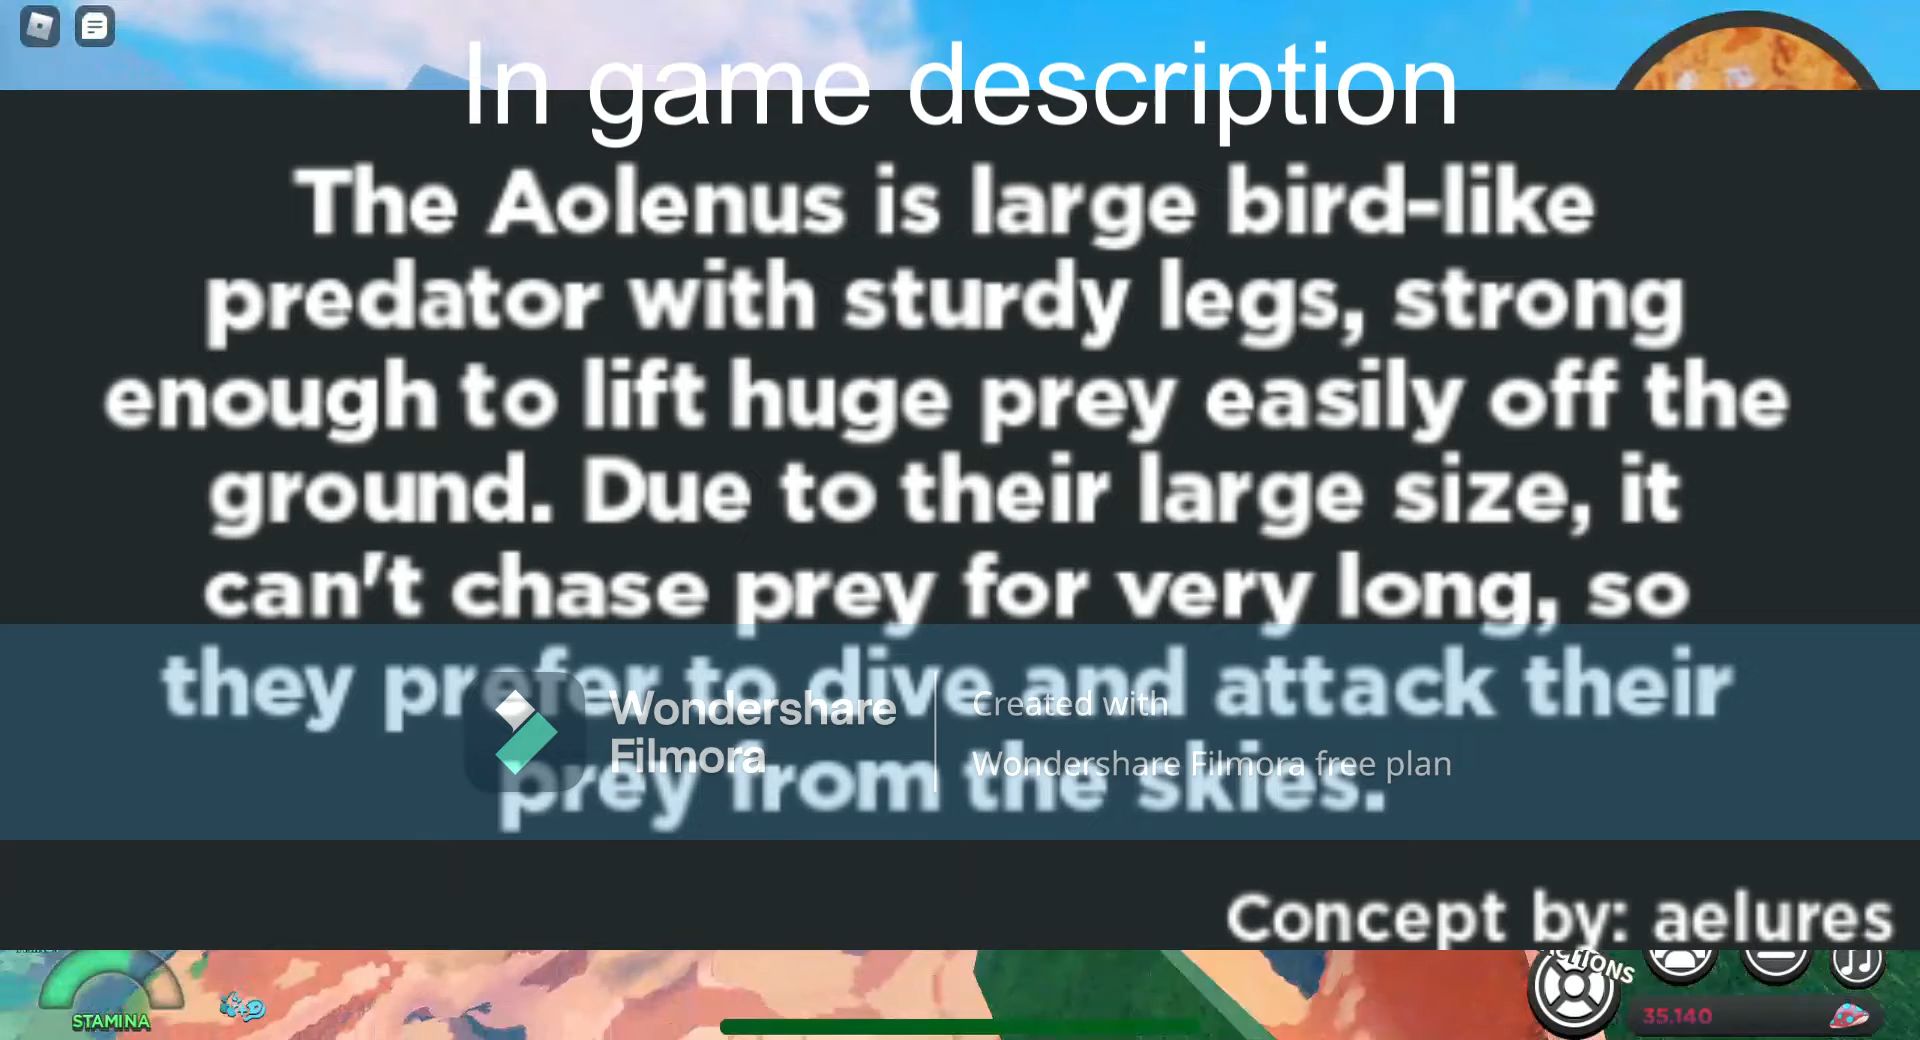 In game description
The Aolenus is large bird-like
predator with sturdy legs, strong
enough to lift huge prey easily off the
ground. Due to their large size, it
can't chase prey for very long, so
they prefer to dive and attack their
prey from the skies.
Wondershare
Filmora
Created with
Wondershare Filmora free plan
Concept by: aelures
STAMINA
35,140